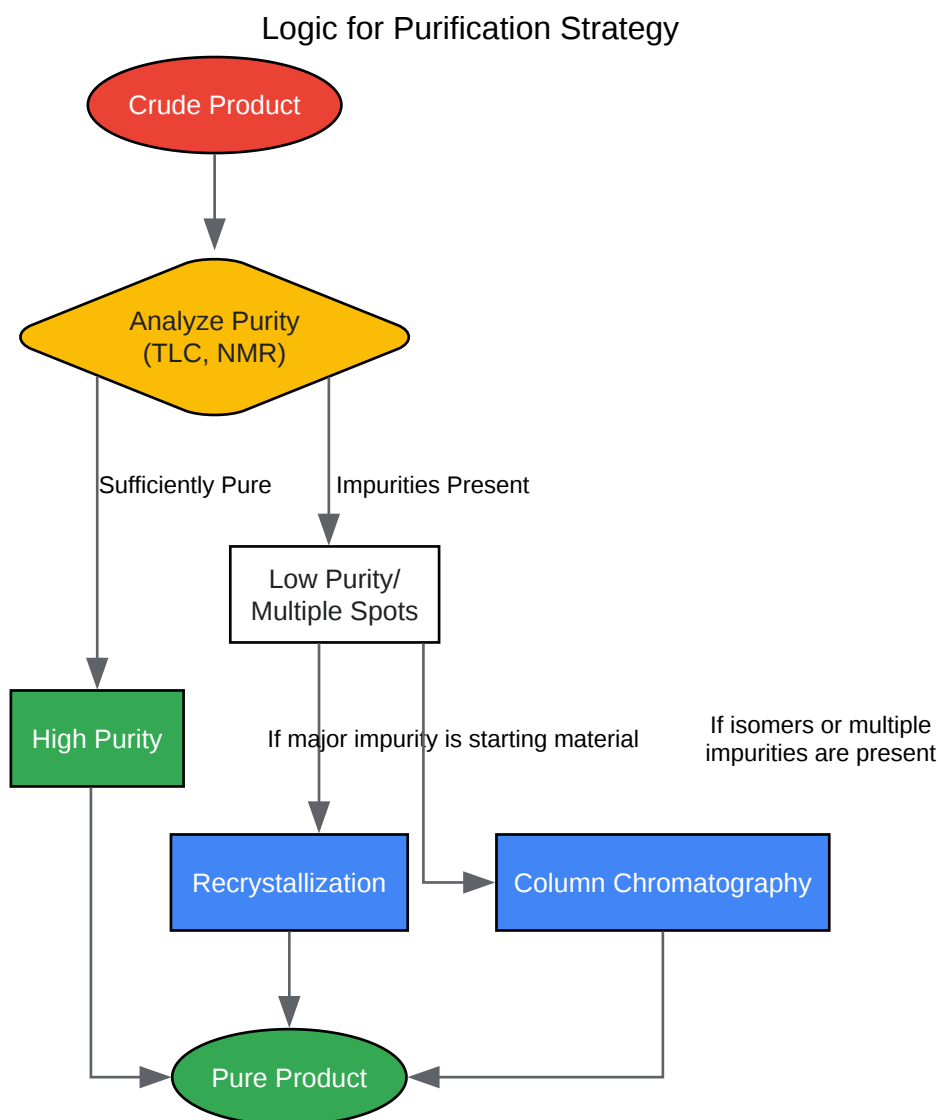 Logic for Purification Strategy
Crude Product
Analyze Purity
(TLC, NMR)
Sufficiently Pure
Impurities Present
Low Purity/
Multiple Spots
High Purity
If major impurity is starting material
If isomers or multiple
impurities are present
Recrystallization
Column Chromatography
Pure Product